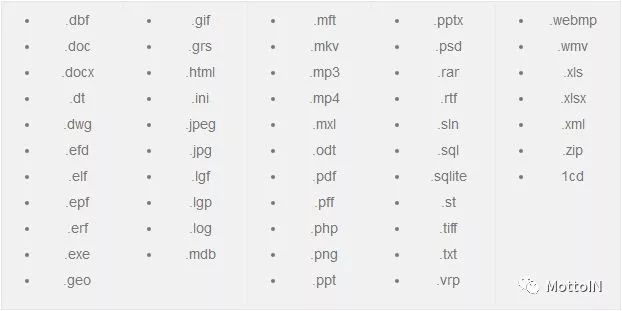 .dbf
.doc
.docx
.dt
.dwg
.efd
.elf
.epf
.erf
.exe
.geo
.gif
.grs
.html
.ini
.jpeg
.jpg
.lgf
.lgp
.log
.mdb
.mft
.mkv
.mp3
.mp4
.mxl
.odt
.pdf
.pff
.php
.png
.ppt
.pptx
.psd
.rar
.rtf
.sln
.sql
.sqlite
.st
.tiff
.txt
.vrp
.webmp
.wmv
.xls
.xlsx
.xml
.zip
1cd
MottoIN